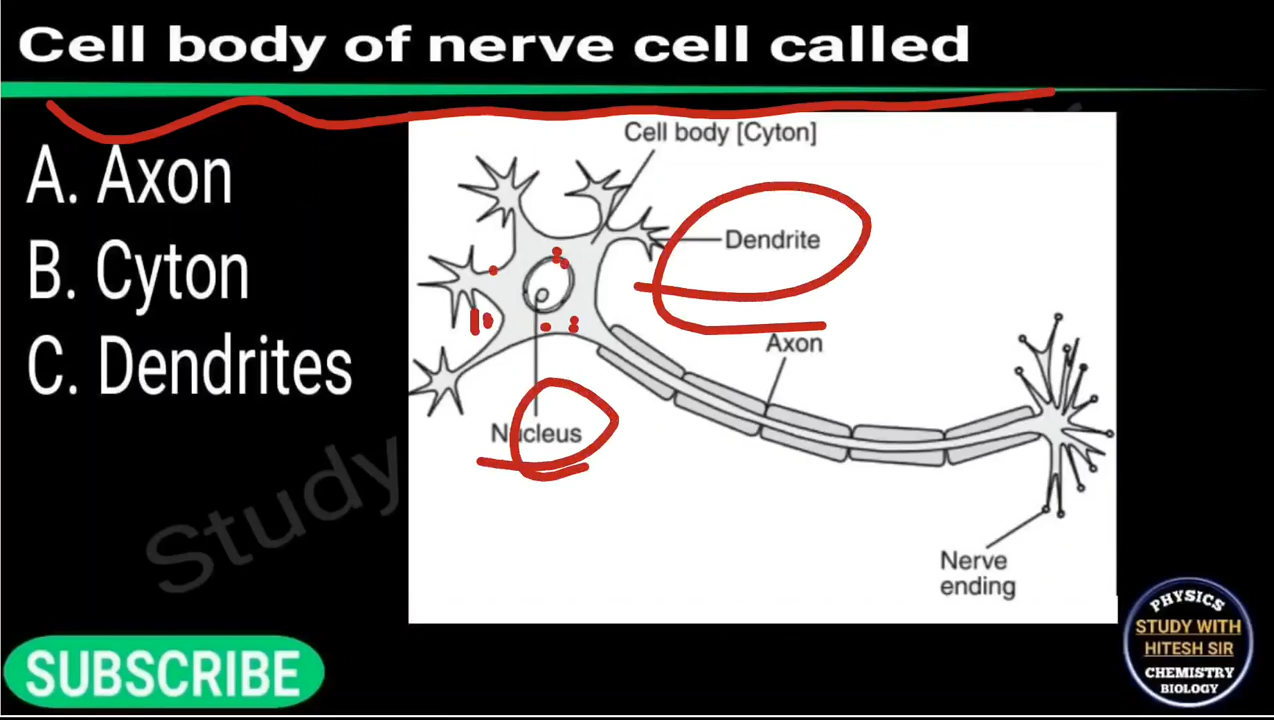 Cell body of nerve cell called
A. Axon
B. Cyton
C. Dendrites
Cell body [Cyton]
Dendrite
Axon
Nucleus
Nerve
ending
Study
SUBSCRIBE
PHYSICS
STUDY WITH
HITESH SIR
CHEMISTRY
BIOLOGY